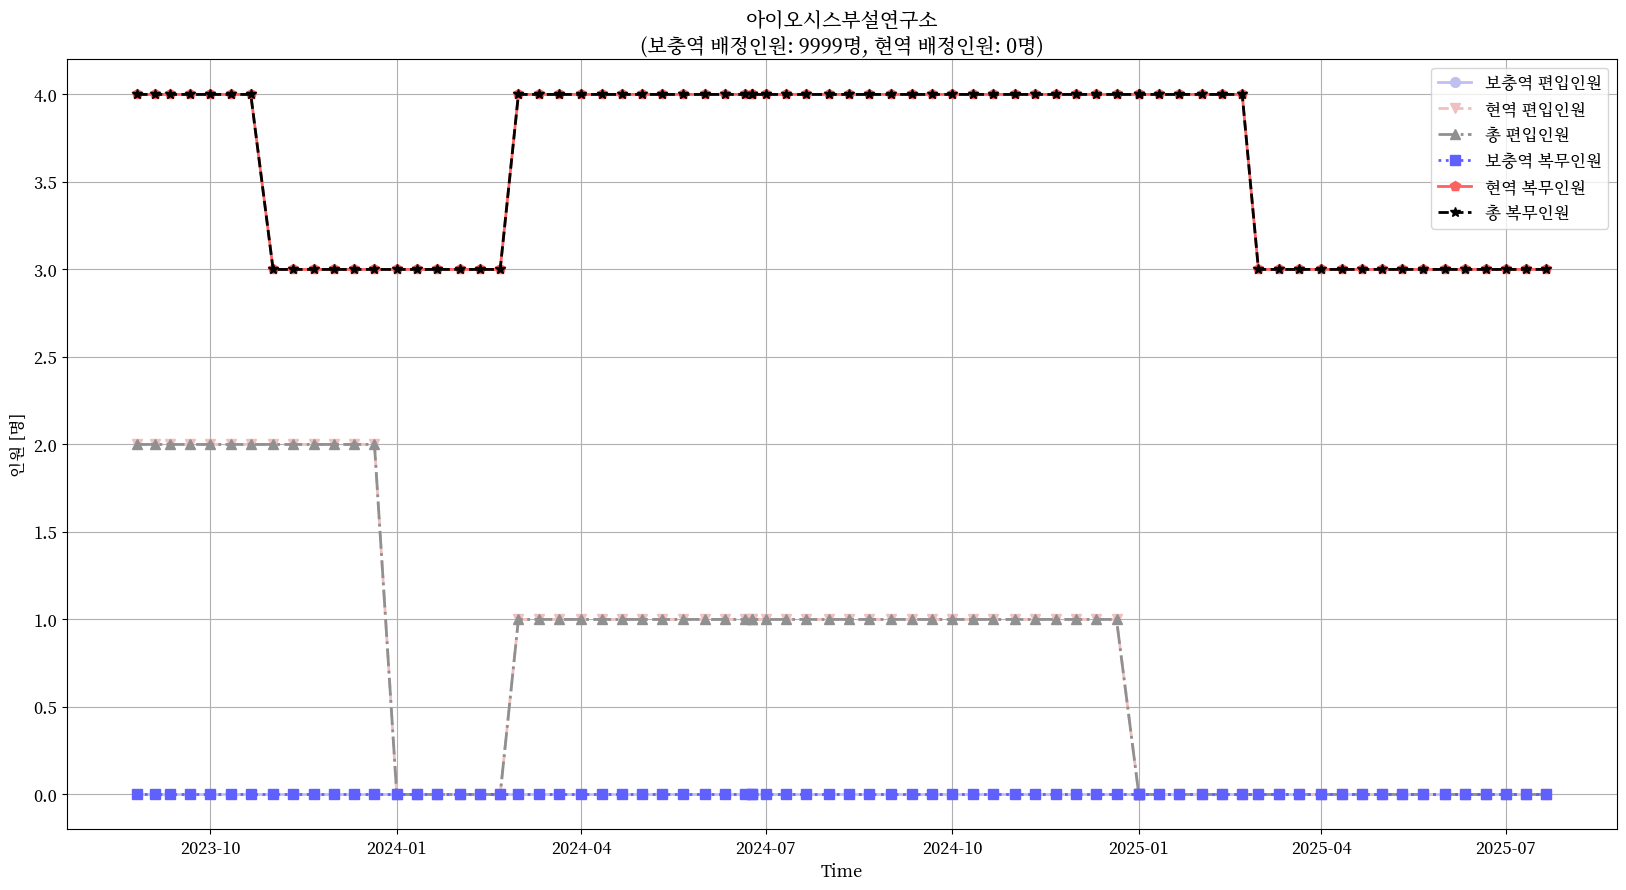 아이오시스부설연구소
(보충역 배정인원: 9999명, 현역 배정인원: 0명)
보충역 편입인원
현역 편입인원
총 편입인원
보충역 복무인원
현역 복무인원
총 복무인원
인원 [명]
4.0
3.5
3.0
2.5
2.0
1.5
1.0
0.5
0.0
2023-10
2024-01
2024-04
2024-07
2024-10
2025-01
2025-04
2025-07
Time